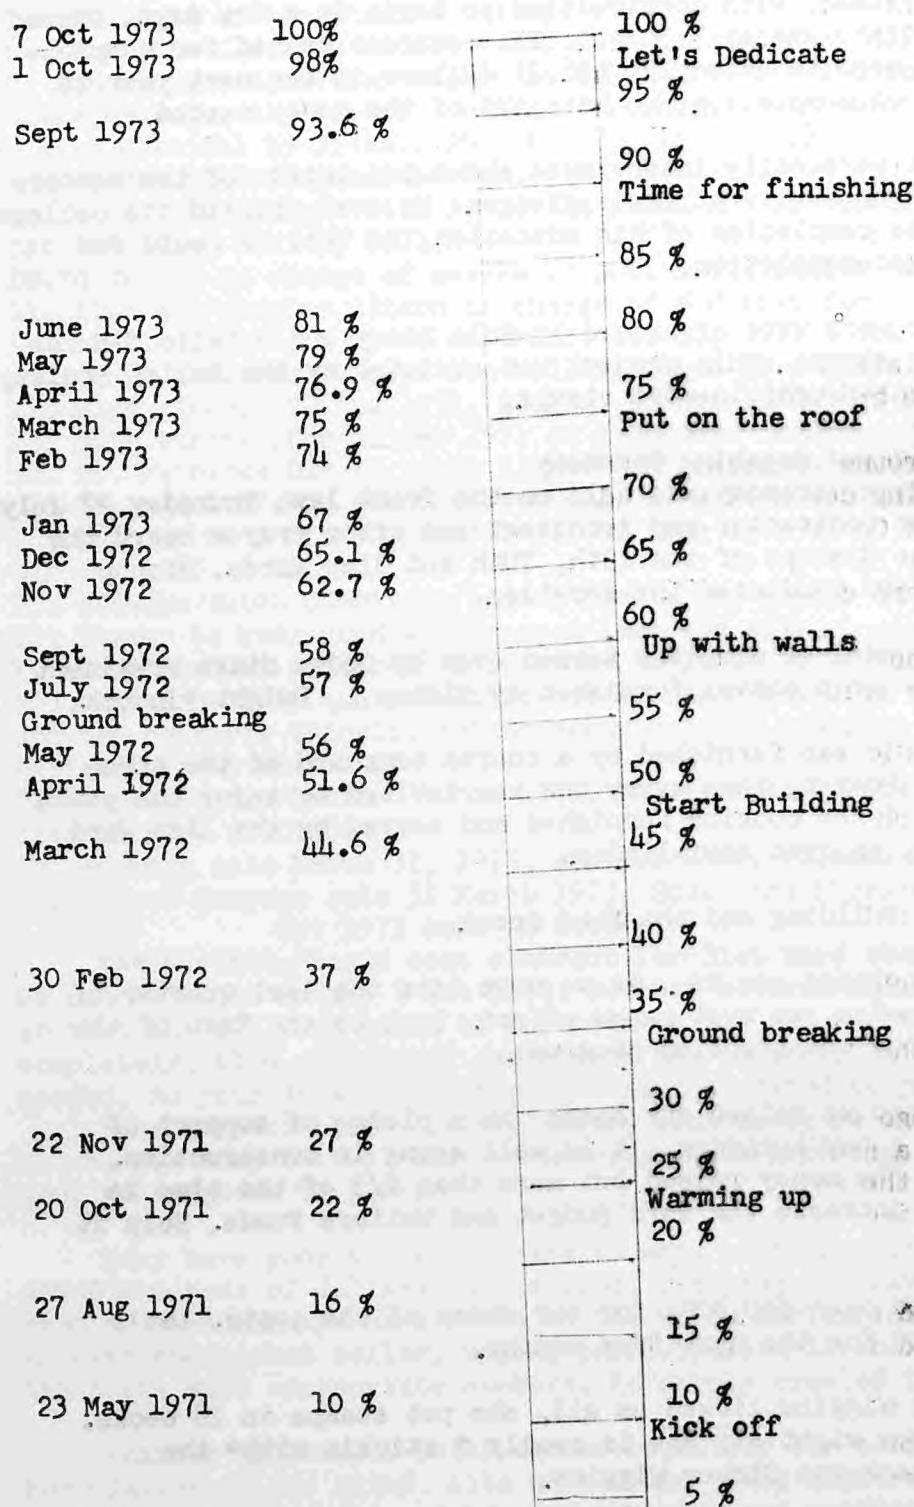 7 Oct 1973 100% 100 %
1 Oct 1973 98% Let's Dedicate
95 %
Sept 1973 93.6 %
90 %
Time for finishing
85 %
June 1973 81 % 80 %
May 1973 79 %
April 1973 76.9 % 75 %
March 1973 75 % Put on the roof
Feb 1973 74 %
70 %
Jan 1973 67 %
Dec 1972 65.1 % 65 %
Nov 1972 62.7 %
60 %
Sept 1972 58 % Up with walls
July 1972 57 %
Ground breaking 55 %
May 1972 56 %
April 1972 51.6 % 50 %
Start Building
March 1972 44.6 % 45 %
40 %
30 Feb 1972 37 %
35 %
Ground breaking
30 %
22 Nov 1971 27 %
25 %
20 Oct 1971 22 % Warming up
20 %
27 Aug 1971 16 %
15 %
23 May 1971 10 % 10 %
Kick off
5 %